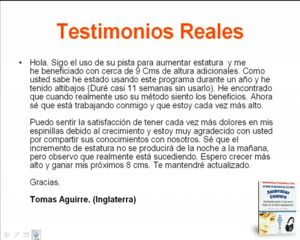 Testimonios Reales
• Hola. Sigo el uso de su pista para aumentar estatura y me
he beneficiado con cerca de 9 Cms de altura adicionales. Como
usted sabe he estado usando este programa durante un año y he
tenido altibajos (Duré casi 11 semanas sin usarlo). He encontrado
que cuando realmente uso su método siento los beneficios. Ahora
sé que está trabajando conmigo y que estoy cada vez más alto.
Puedo sentir la satisfacción de tener cada vez más dolores en mis
espinillas debido al crecimiento y estoy muy agradecido con usted
por compartir sus conocimientos con nosotros. Sé que el
incremento de estatura no se producirá de la noche a la mañana,
pero observo que realmente está sucediendo. Espero crecer más
alto y ganar mis próximos 8 cms. Te mantendré actualizado.
Gracias.
Tomas Aguirre. (Inglaterra)